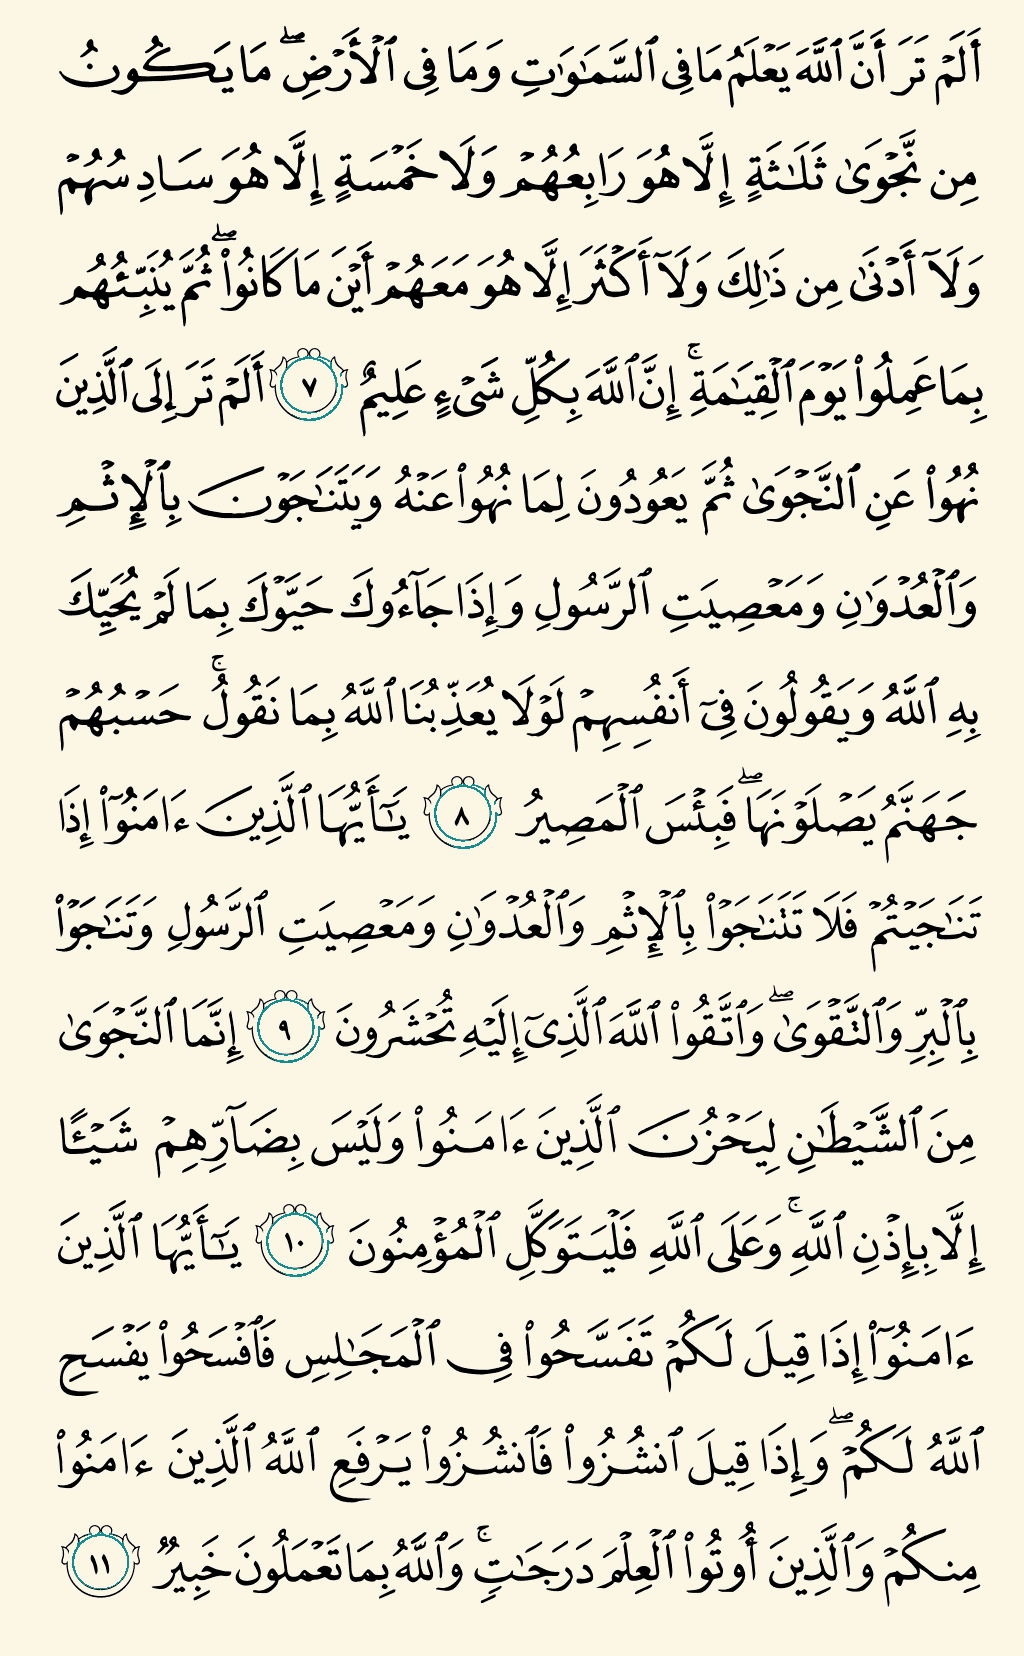 أَلَمۡ تَرَ أَنَّ ٱللَّهَ يَعۡلَمُ مَا فِى ٱلسَّمَٰوَٰتِ وَمَا فِى ٱلۡأَرۡضِۖ مَا يَكُونُ
مِن نَّجۡوَىٰ ثَلَٰثَةٍ إِلَّا هُوَ رَابِعُهُمۡ وَلَا خَمۡسَةٍ إِلَّا هُوَ سَادِسُهُمۡ
وَلَآ أَدۡنَىٰ مِن ذَٰلِكَ وَلَآ أَكۡثَرَ إِلَّا هُوَ مَعَهُمۡ أَيۡنَ مَا كَانُواْۖ ثُمَّ يُنَبِّئُهُم
بِمَا عَمِلُواْ يَوۡمَ ٱلۡقِيَٰمَةِۚ إِنَّ ٱللَّهَ بِكُلِّ شَىۡءٍ عَلِيمٌ ٧ أَلَمۡ تَرَ إِلَى ٱلَّذِينَ
نُهُواْ عَنِ ٱلنَّجۡوَىٰ ثُمَّ يَعُودُونَ لِمَا نُهُواْ عَنۡهُ وَيَتَنَٰجَوۡنَ بِٱلۡإِثۡمِ
وَٱلۡعُدۡوَٰنِ وَمَعۡصِيَتِ ٱلرَّسُولِ وَإِذَا جَآءُوكَ حَيَّوۡكَ بِمَا لَمۡ يُحَيِّكَ
بِهِ ٱللَّهُ وَيَقُولُونَ فِىٓ أَنفُسِهِمۡ لَوۡلَا يُعَذِّبُنَا ٱللَّهُ بِمَا نَقُولُۚ حَسۡبُهُمۡ
جَهَنَّمُ يَصۡلَوۡنَهَاۖ فَبِئۡسَ ٱلۡمَصِيرُ ٨ يَٰٓأَيُّهَا ٱلَّذِينَ ءَامَنُوٓاْ إِذَا
تَنَٰجَيۡتُمۡ فَلَا تَتَنَٰجَوۡاْ بِٱلۡإِثۡمِ وَٱلۡعُدۡوَٰنِ وَمَعۡصِيَتِ ٱلرَّسُولِ وَتَنَٰجَوۡاْ
بِٱلۡبِرِّ وَٱلتَّقۡوَىٰۖ وَٱتَّقُواْ ٱللَّهَ ٱلَّذِىٓ إِلَيۡهِ تُحۡشَرُونَ ٩ إِنَّمَا ٱلنَّجۡوَىٰ
مِنَ ٱلشَّيۡطَٰنِ لِيَحۡزُنَ ٱلَّذِينَ ءَامَنُواْ وَلَيۡسَ بِضَآرِّهِمۡ شَيۡـًٔا
إِلَّا بِإِذۡنِ ٱللَّهِۚ وَعَلَى ٱللَّهِ فَلۡيَتَوَكَّلِ ٱلۡمُؤۡمِنُونَ ١٠ يَٰٓأَيُّهَا ٱلَّذِينَ
ءَامَنُوٓاْ إِذَا قِيلَ لَكُمۡ تَفَسَّحُواْ فِى ٱلۡمَجَٰلِسِ فَٱفۡسَحُواْ يَفۡسَحِ
ٱللَّهُ لَكُمۡۖ وَإِذَا قِيلَ ٱنشُزُواْ فَٱنشُزُواْ يَرۡفَعِ ٱللَّهُ ٱلَّذِينَ ءَامَنُواْ
مِنكُمۡ وَٱلَّذِينَ أُوتُواْ ٱلۡعِلۡمَ دَرَجَٰتٍۚ وَٱللَّهُ بِمَا تَعۡمَلُونَ خَبِيرٌ ١١